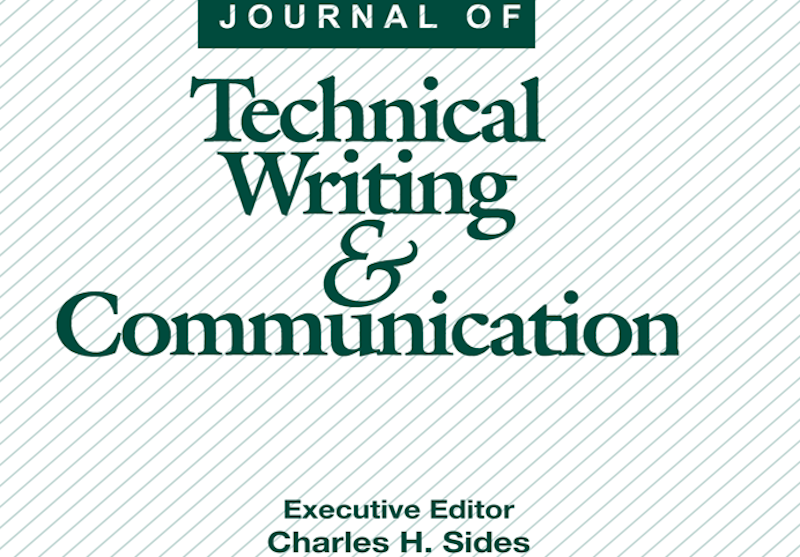 JOURNAL OF
Technical
Writing
&
Communication
Executive Editor
Charles H. Sides